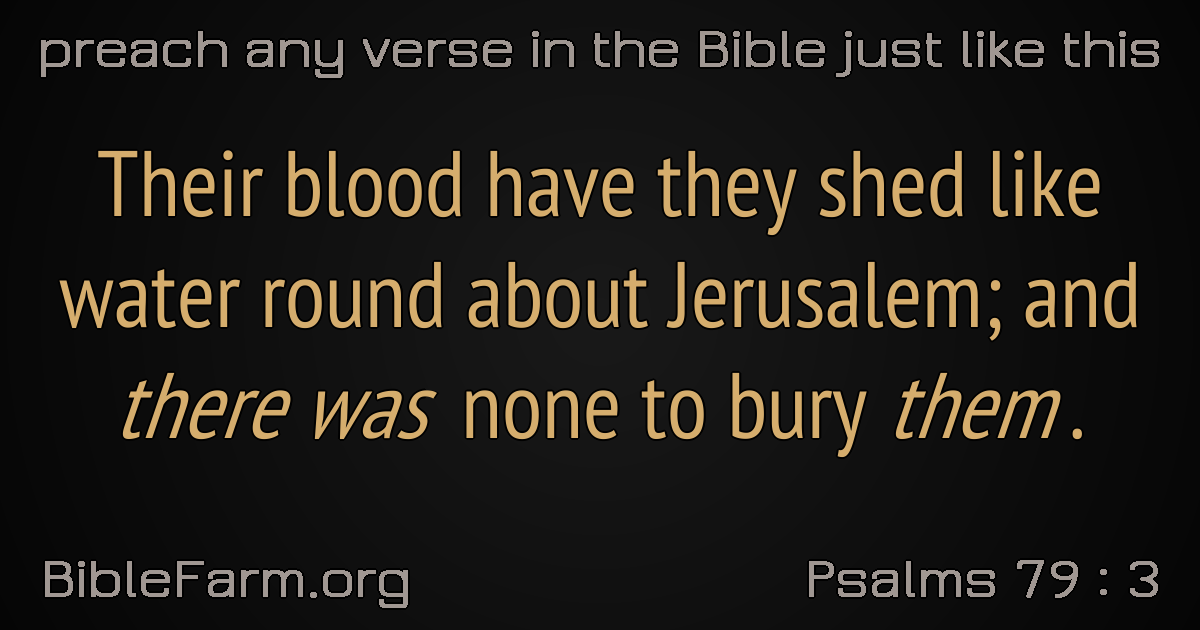 preach any verse in the Bible just like this
Their blood have they shed like
water round about Jerusalem; and
there was none to bury them.
BibleFarm.org
Psalms 79 : 3